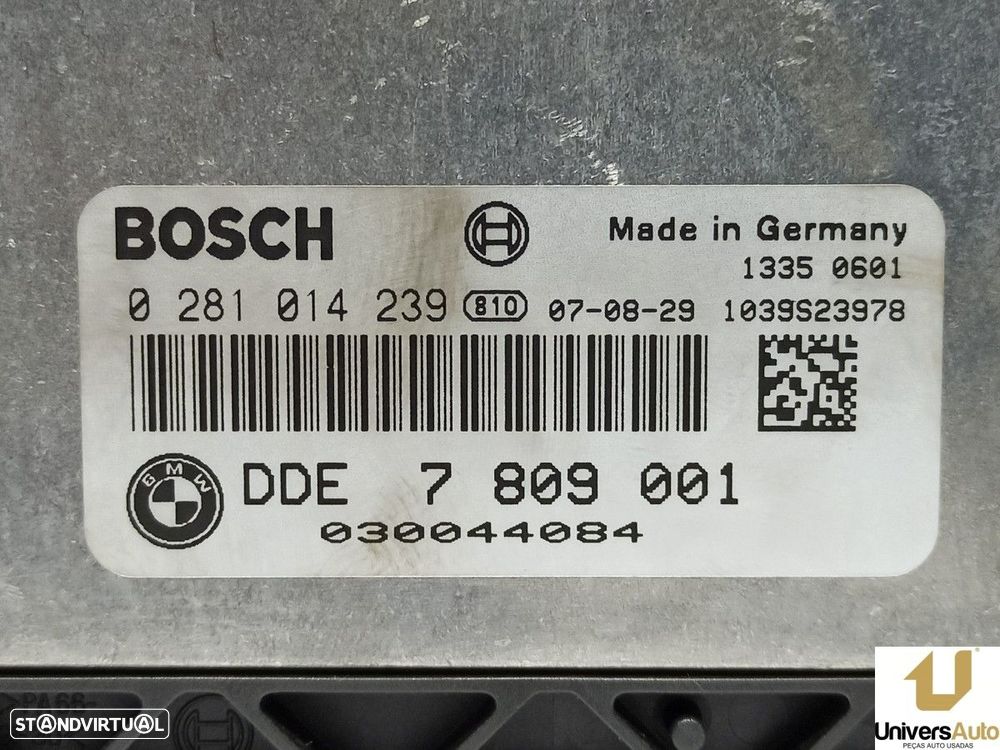 BOSCH
Made in Germany
1335 0601
0 281 014 239 810 07-08-29 1039S23978
BMW
DDE 7 809 001
030044084
STANDVIRTUAL
UniversAuto
PEÇAS AUTO USADAS